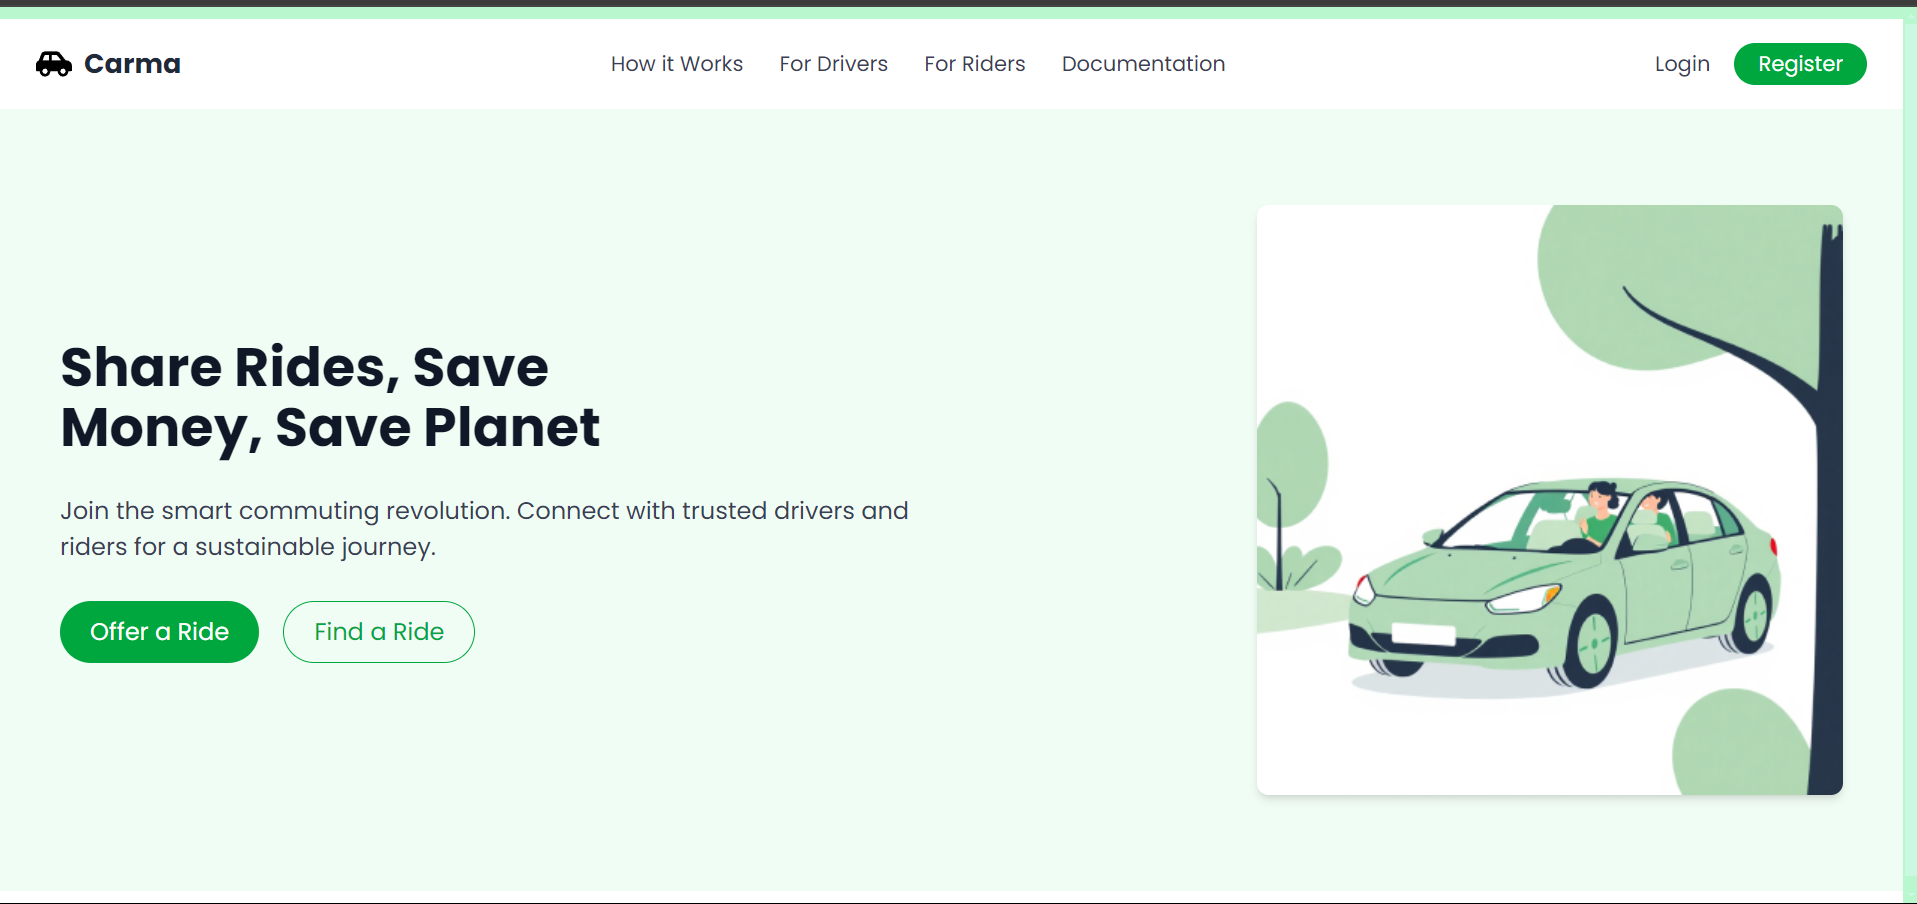 Carma
How it Works
For Drivers
For Riders
Documentation
Login
Register
Share Rides, Save
Money, Save Planet
Join the smart commuting revolution. Connect with trusted drivers and
riders for a sustainable journey.
Offer a Ride
Find a Ride